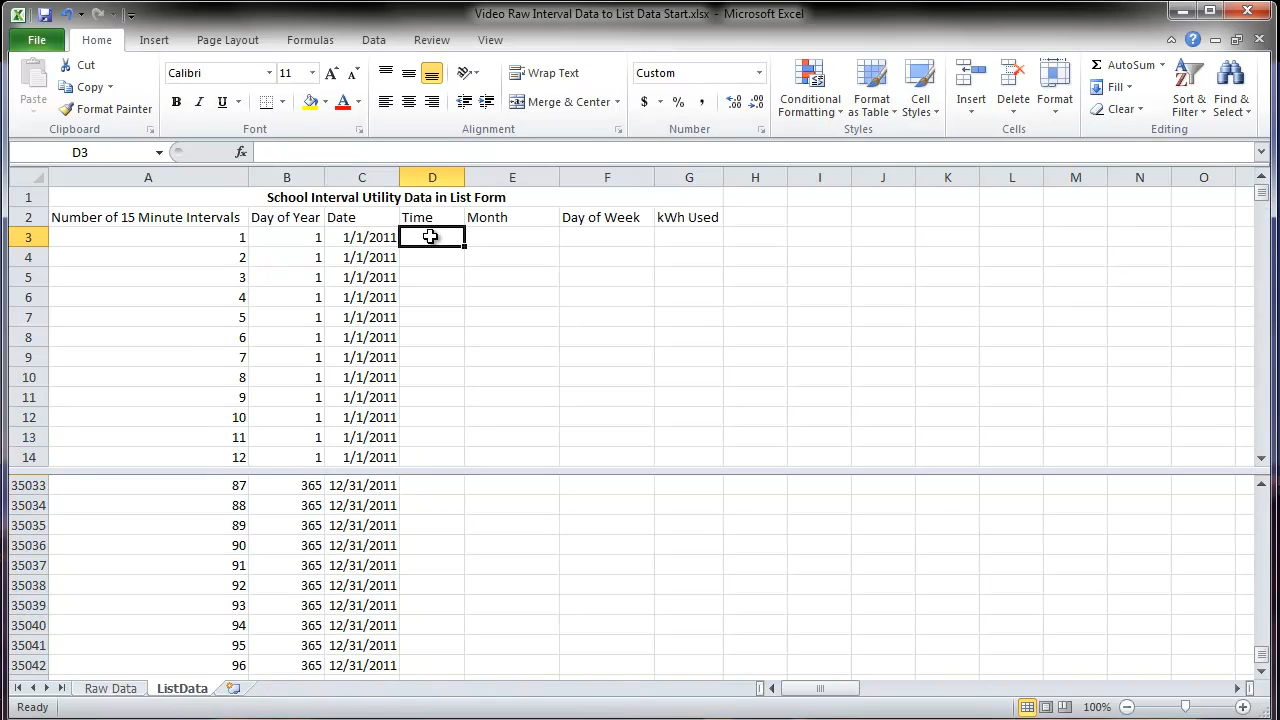 Video Raw Interval Data to List Data Start.xlsx - Microsoft Excel
File Home Insert Page Layout Formulas Data Review View
Paste Cut Copy Format Painter Clipboard
Calibri 11 B I U A A A Font
Wrap Text Merge & Center Alignment
Custom $ % , .0 .00 .00 .0 Number
Conditional Formatting Format as Table Cell Styles Styles
Insert Delete Format Cells
Σ AutoSum Fill Clear Sort & Filter Find & Select Editing
D3 fx
A B C D E F G H I J K L M N O
1 School Interval Utility Data in List Form
2 Number of 15 Minute Intervals Day of Year Date Time Month Day of Week kWh Used
3 1 1 1/1/2011
4 2 1 1/1/2011
5 3 1 1/1/2011
6 4 1 1/1/2011
7 5 1 1/1/2011
8 6 1 1/1/2011
9 7 1 1/1/2011
10 8 1 1/1/2011
11 9 1 1/1/2011
12 10 1 1/1/2011
13 11 1 1/1/2011
14 12 1 1/1/2011
35033 87 365 12/31/2011
35034 88 365 12/31/2011
35035 89 365 12/31/2011
35036 90 365 12/31/2011
35037 91 365 12/31/2011
35038 92 365 12/31/2011
35039 93 365 12/31/2011
35040 94 365 12/31/2011
35041 95 365 12/31/2011
35042 96 365 12/31/2011
Raw Data ListData
Ready 100%